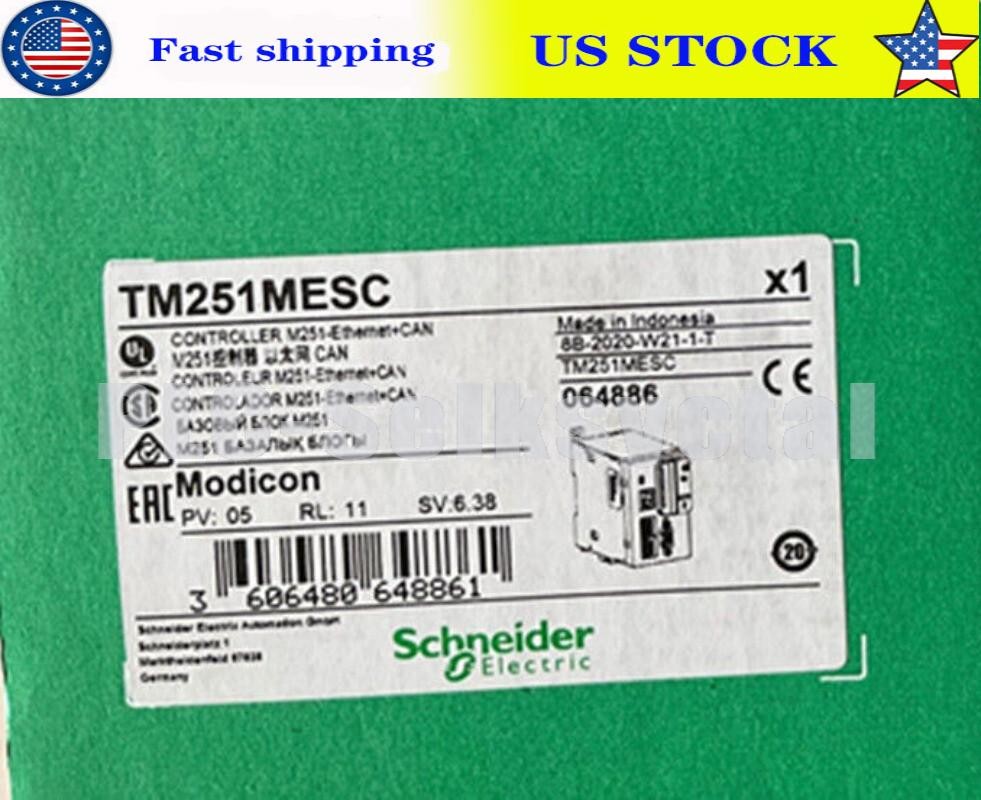 Fast shipping
US STOCK
TM251MESC
x1
CONTROLLER M251-Ethernet+CAN
M251控制器 以太网 CAN
CONTROLEUR M251-Ethernet+CAN
CONTROLADOR M251-Ethernet+CAN
БАЗОВЫЙ БЛОК M251
M251 БАЗАЛЫҚ БЛОГЫ
Made in Indonesia
8B-2020-W21-1-T
TM251MESC
064886
CE
UL
EAC
Modicon
PV: 05 RL: 11 SV:6.38
3 606480 648861
20
Schneider Electric Automation GmbH
Schneiderplatz 1
Marktheidenfeld 97828
Germany
Schneider
Electric